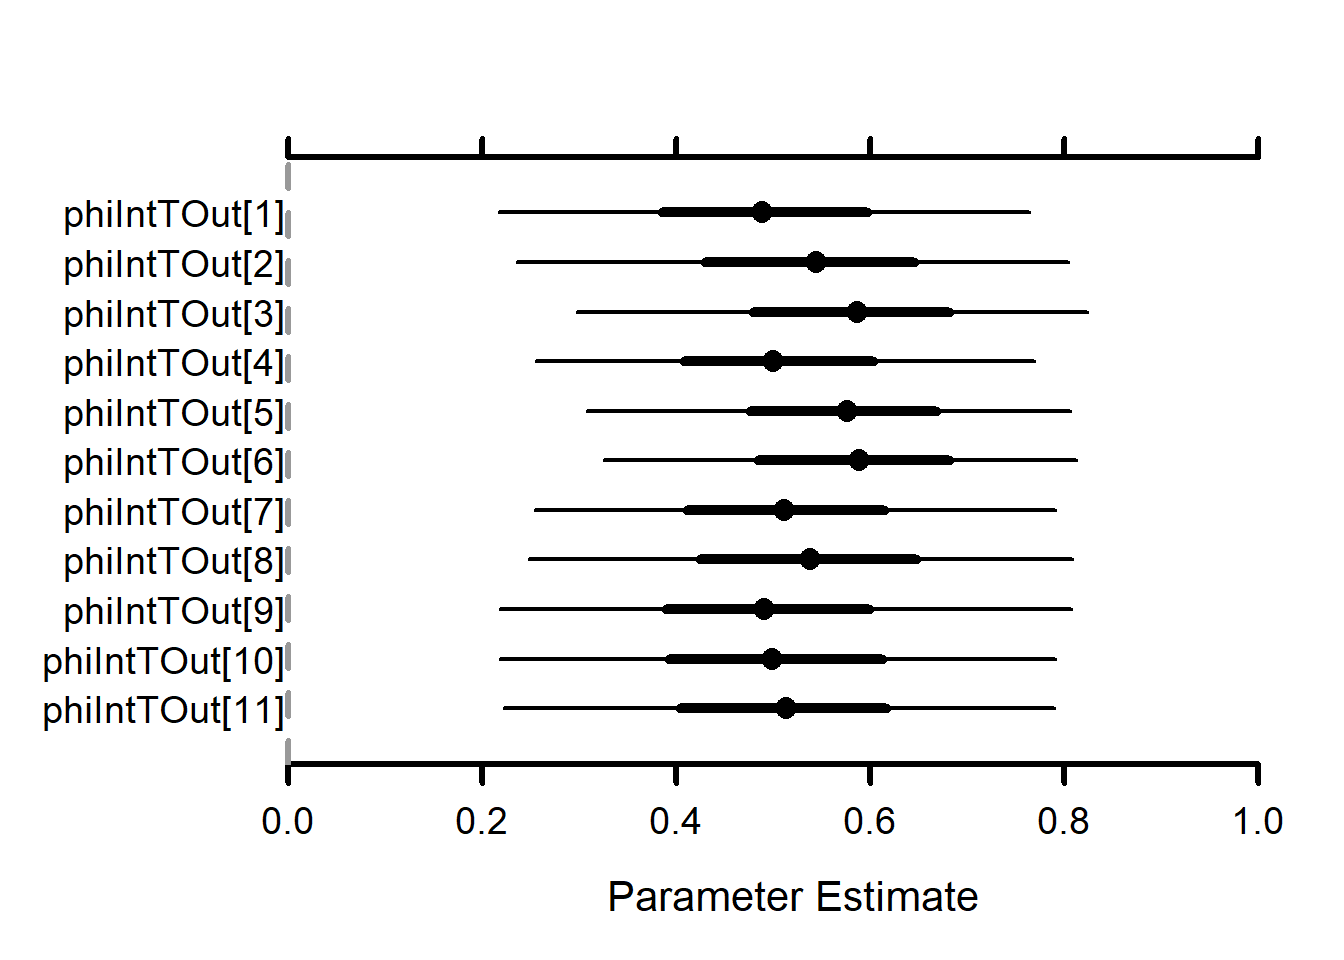 phiIntTOut[1]
phiIntTOut[2]
phiIntTOut[3]
phiIntTOut[4]
phiIntTOut[5]
phiIntTOut[6]
phiIntTOut[7]
phiIntTOut[8]
phiIntTOut[9]
phiIntTOut[10]
phiIntTOut[11]
0.0 0.2 0.4 0.6 0.8 1.0
Parameter Estimate